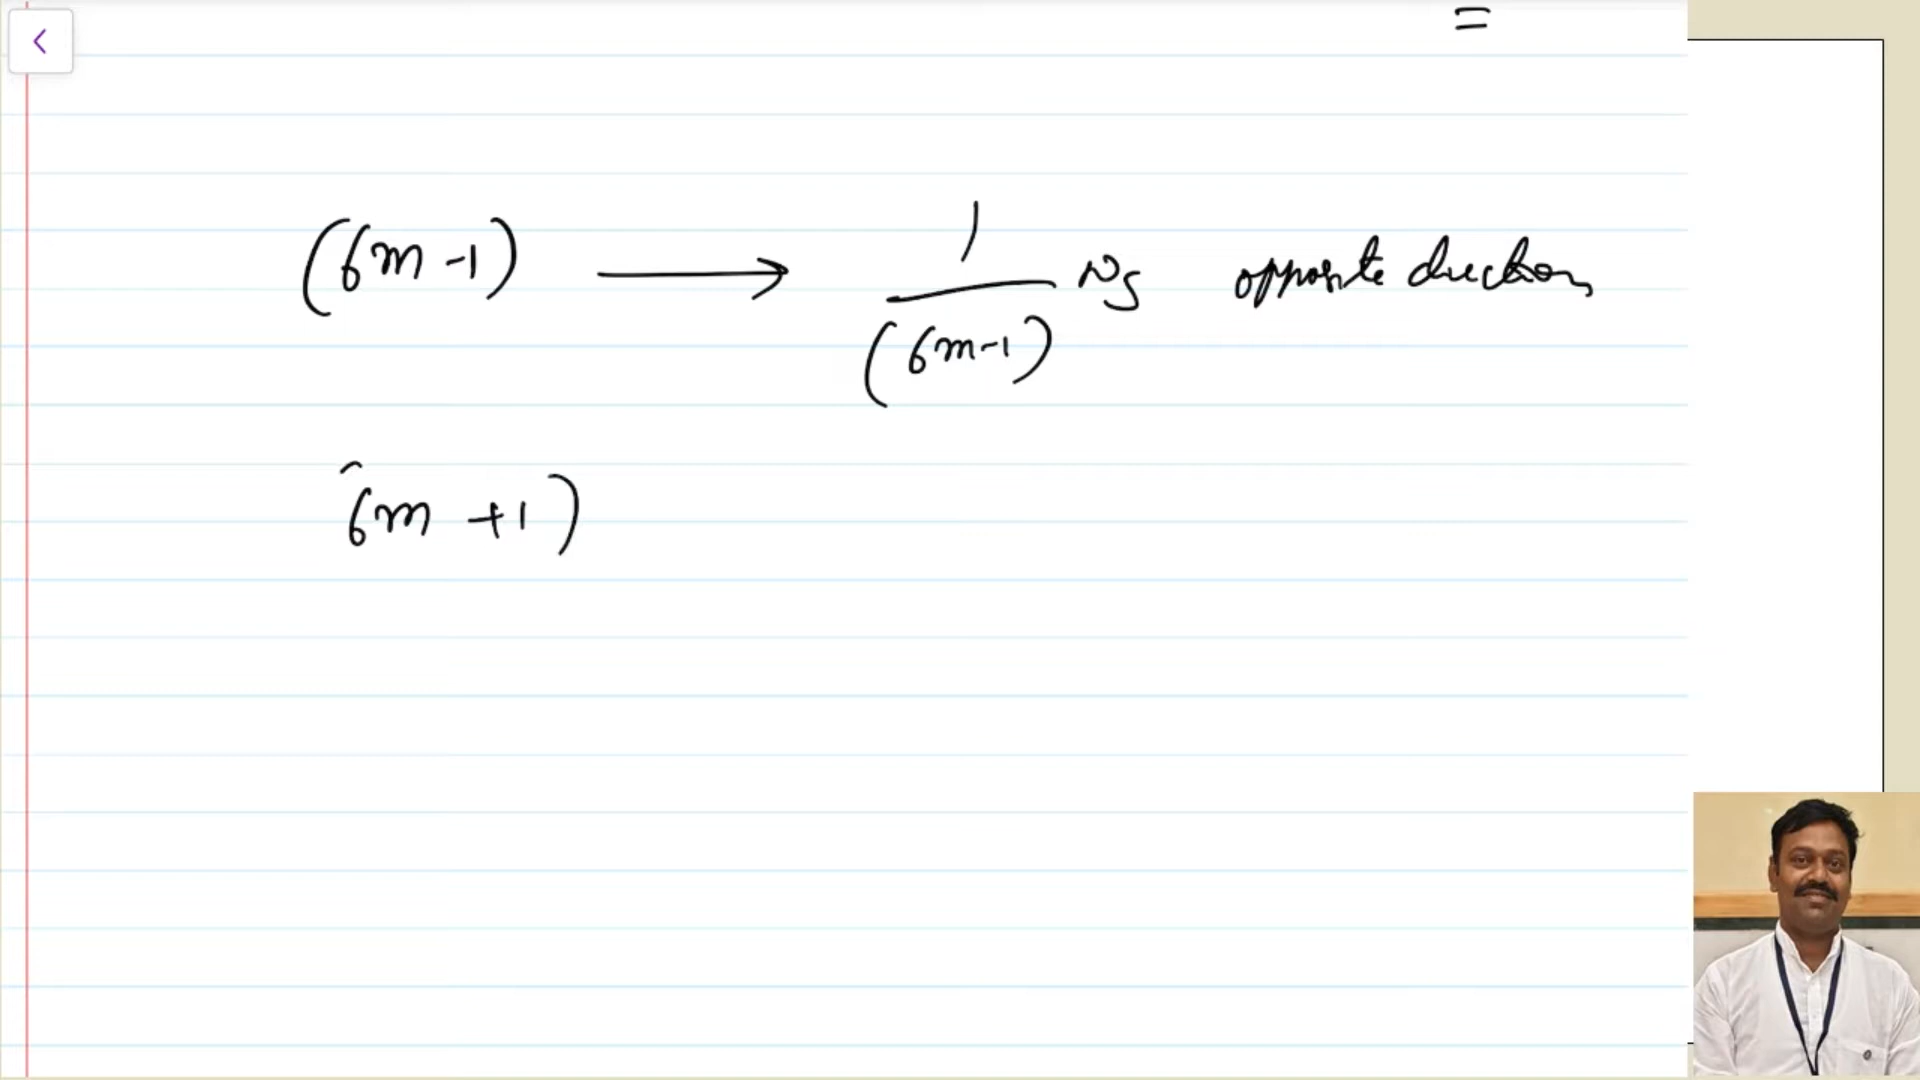 =
(6m-1) ⟶ 1/(6m-1) Ns opposite direction
(6m+1)